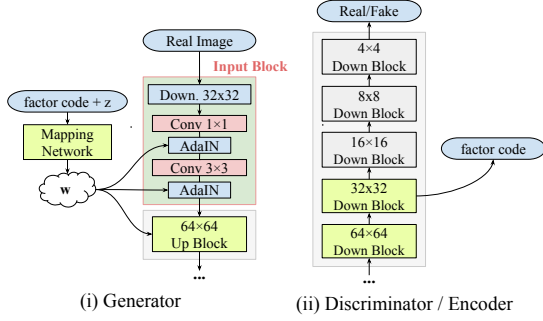 Real Image
Input Block
Down. 32x32
Conv 1×1
AdaIN
Conv 3×3
AdaIN
64×64
Up Block
...
factor code + z
Mapping
Network
w
(i) Generator
Real/Fake
4×4
Down Block
8x8
Down Block
16×16
Down Block
32x32
Down Block
64×64
Down Block
...
factor code
(ii) Discriminator / Encoder